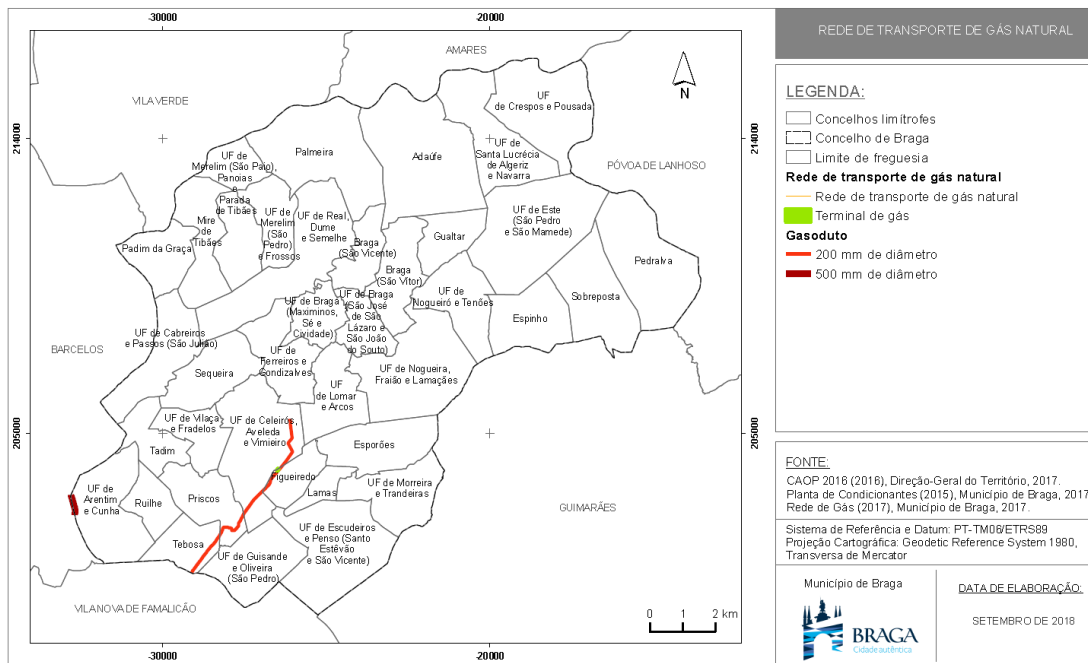 -30000
-20000
REDE DE TRANSPORTE DE GÁS NATURAL
AMARES
VILA VERDE
N
UF
de Crespos e Pousada
214000
214000
Palmeira
Adaúfe
UF de
Santa Lucrécia
de Algeriz
e Navarra
PÓVOA DE LANHOSO
UF de
Merelim (São Paio),
Panoias
e
Parada
de Tibães
Mire
de
Tibães
UF de
Merelim
(São
Pedro)
e Frossos
UF de Real,
Dume
e Semelhe
UF de Este
(São Pedro
e São Mamede)
Padim da Graça
Braga
(São Vicente)
Gualtar
Pedralva
Braga
(São Vítor)
UF de
Nogueiró e Tenões
Sobreposta
Espinho
UF de Braga
(Maximinos,
Sé e
Cividade)
UF de Braga
(São José
de São
Lázaro e
São João
do Souto)
UF de Cabreiros
e Passos (São Julião)
BARCELOS
UF de
Ferreiros e
Gondizalves
Sequeira
UF de Nogueira,
Fraião e Lamaçães
UF
de Lomar
e Arcos
UF de Vilaça
e Fradelos
UF de Celeirós,
Aveleda
e Vimieiro
205000
205000
Tadim
Esporões
Figueiredo
UF de
Arentim
e Cunha
Ruilhe
Priscos
Lamas
UF de Morreira
e Trandeiras
GUIMARÃES
Tebosa
UF de Escudeiros
e Penso (Santo
Estêvão
e São Vicente)
UF de Guisande
e Oliveira
(São Pedro)
VILA NOVA DE FAMALICÃO
0 1 2 km
-30000
-20000
LEGENDA:
Concelhos limítrofes
Concelho de Braga
Limite de freguesia
Rede de transporte de gás natural
Rede de transporte de gás natural
Terminal de gás
Gasoduto
200 mm de diâmetro
500 mm de diâmetro
FONTE:
CAOP 2016 (2016), Direção-Geral do Território, 2017.
Planta de Condicionantes (2015), Município de Braga, 2017
Rede de Gás (2017), Município de Braga, 2017.
Sistema de Referência e Datum: PT-TM06/ETRS89
Projeção Cartográfica: Geodetic Reference System 1980,
Transversa de Mercator
Município de Braga
BRAGA
Cidade autêntica
DATA DE ELABORAÇÃO:
SETEMBRO DE 2018